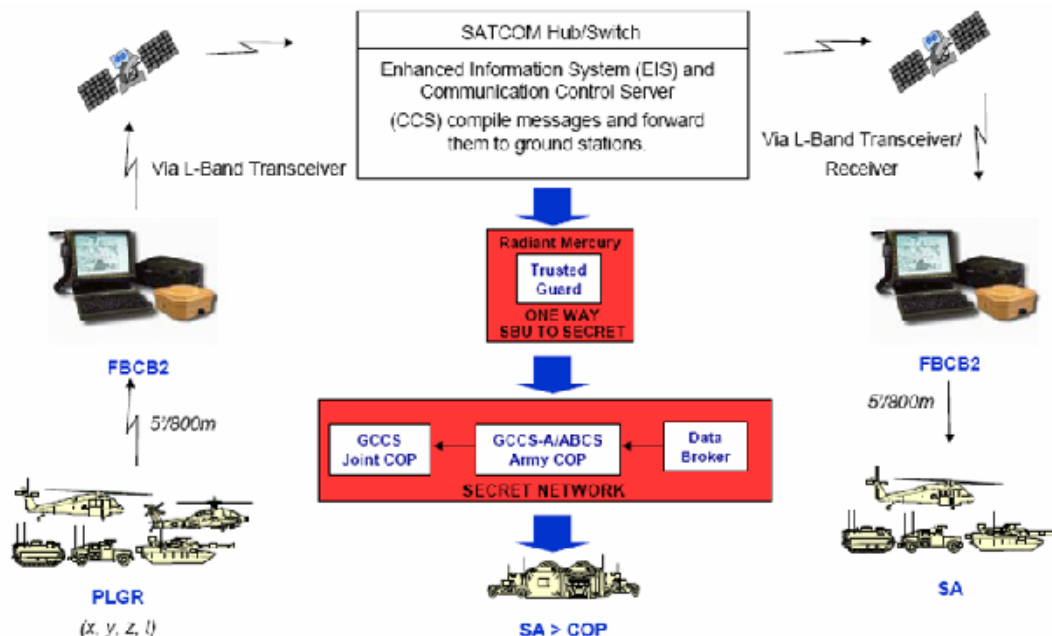 SATCOM Hub/Switch
Enhanced Information System (EIS) and
Communication Control Server
(CCS) compile messages and forward
them to ground stations.
Via L-Band Transceiver
Via L-Band Transceiver/
Receiver
Radiant Mercury
Trusted
Guard
ONE WAY
SBU TO SECRET
FBCB2
FBCB2
5'/800m
5'/800m
GCCS
Joint COP
GCCS-A/ABCS
Army COP
Data
Broker
SECRET NETWORK
PLGR
(x, y, z, t)
SA > COP
SA